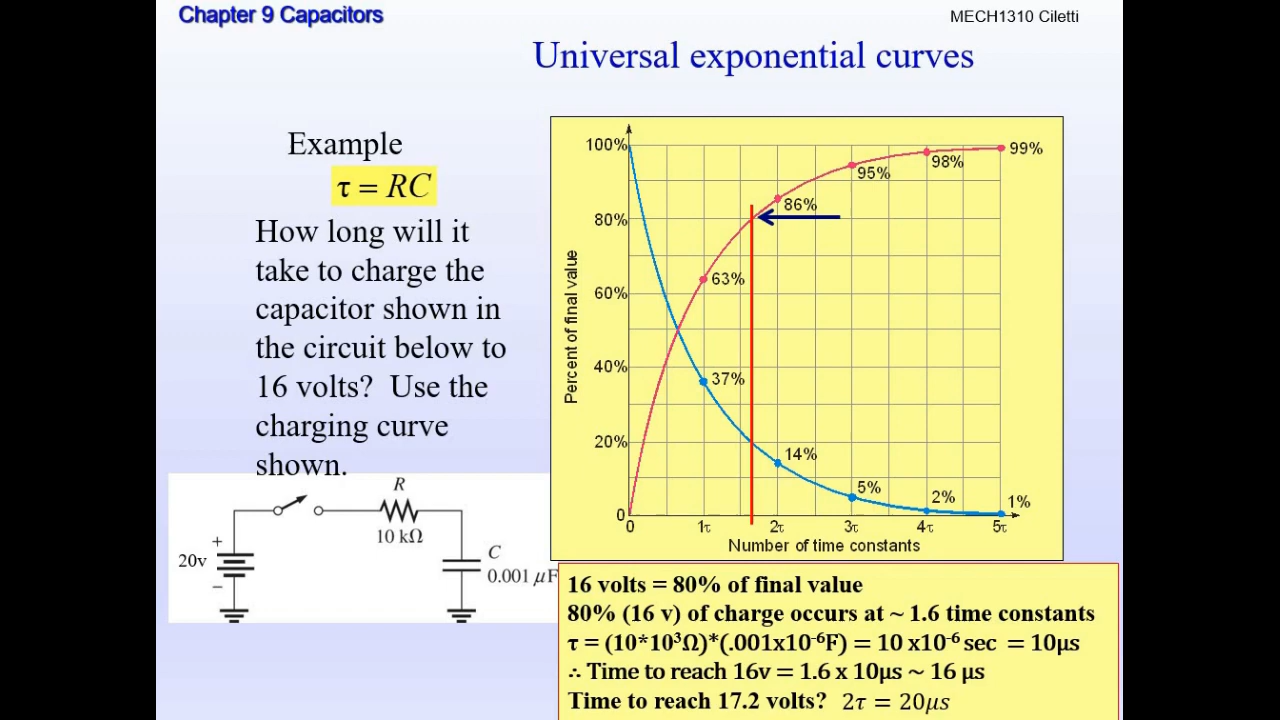 Chapter 9 Capacitors
MECH1310 Ciletti
Universal exponential curves
Example
τ = RC
How long will it
take to charge the
capacitor shown in
the circuit below to
16 volts? Use the
charging curve
shown.
R
10 kΩ
20v
+
−
C
0.001 μF
Percent of final value
100%
80%
60%
40%
20%
0
99%
98%
95%
86%
63%
37%
14%
5%
2%
1%
0 1τ 2τ 3τ 4τ 5τ
Number of time constants
16 volts = 80% of final value
80% (16 v) of charge occurs at ~ 1.6 time constants
τ = (10*10³Ω)*(.001x10⁻⁶F) = 10 x10⁻⁶ sec = 10μs
∴ Time to reach 16v = 1.6 x 10μs ~ 16 μs
Time to reach 17.2 volts? 2τ = 20μs